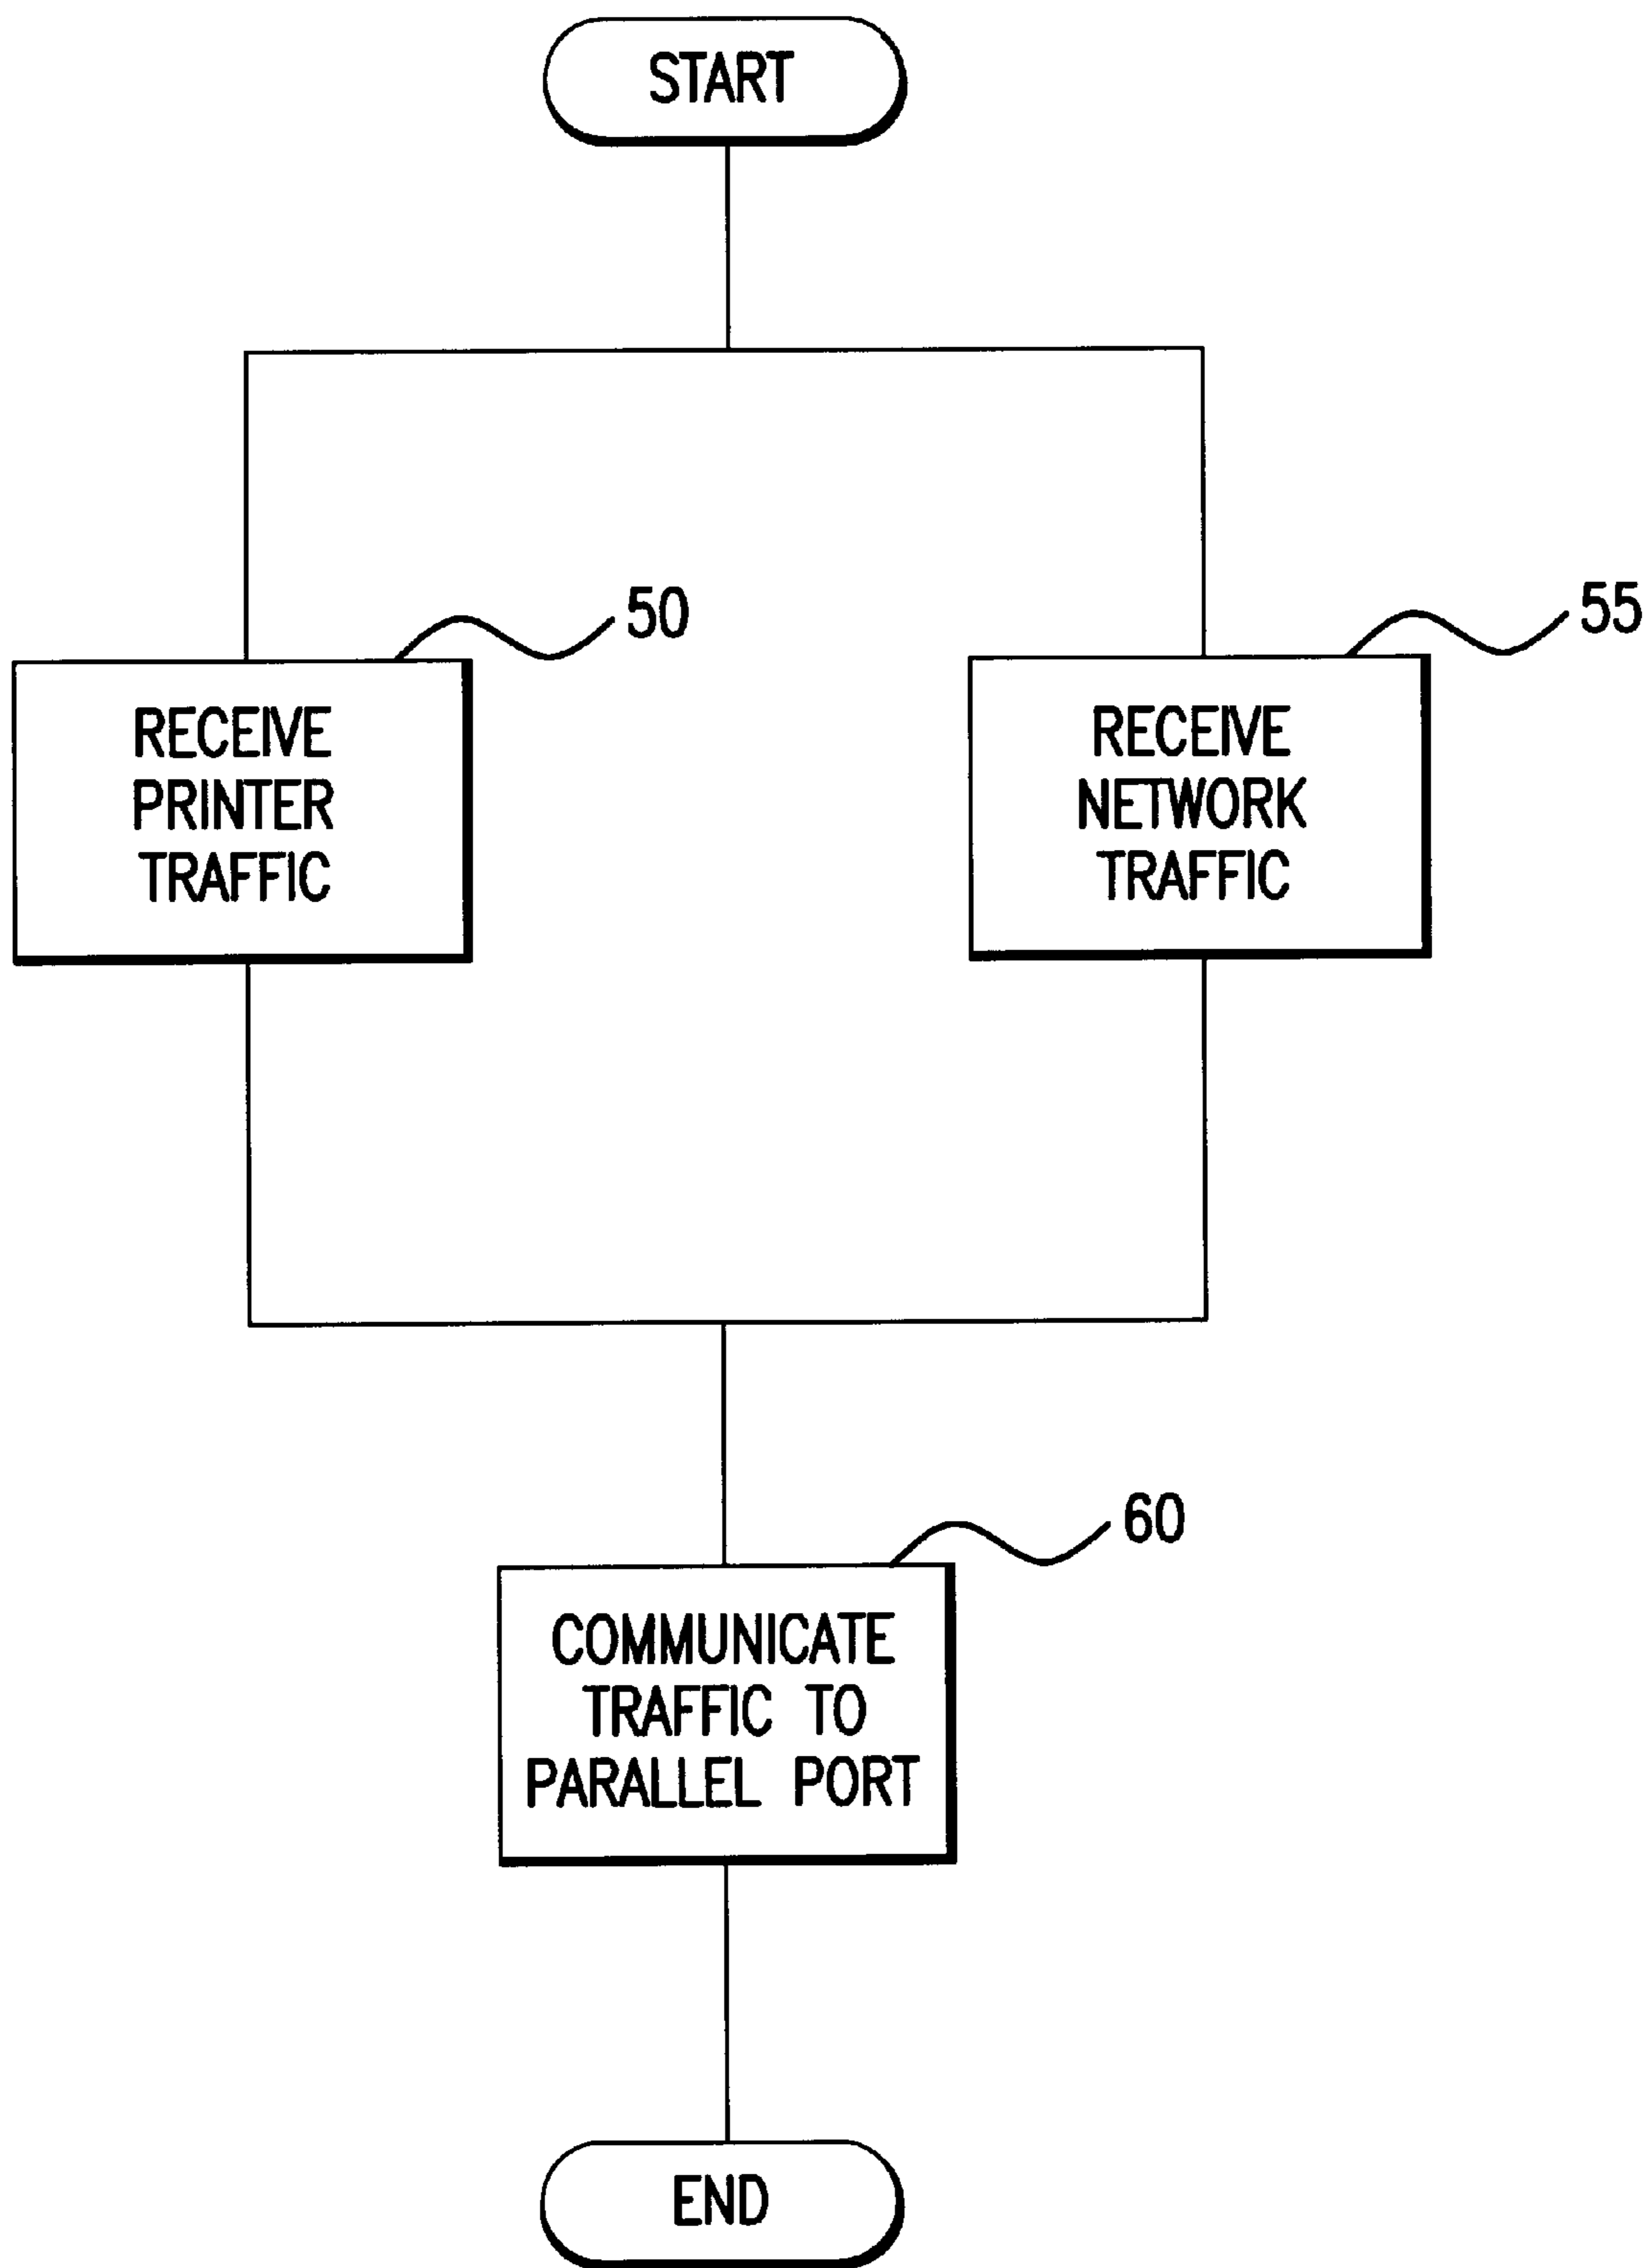 START
50
RECEIVE
PRINTER
TRAFFIC
55
RECEIVE
NETWORK
TRAFFIC
60
COMMUNICATE
TRAFFIC TO
PARALLEL PORT
END